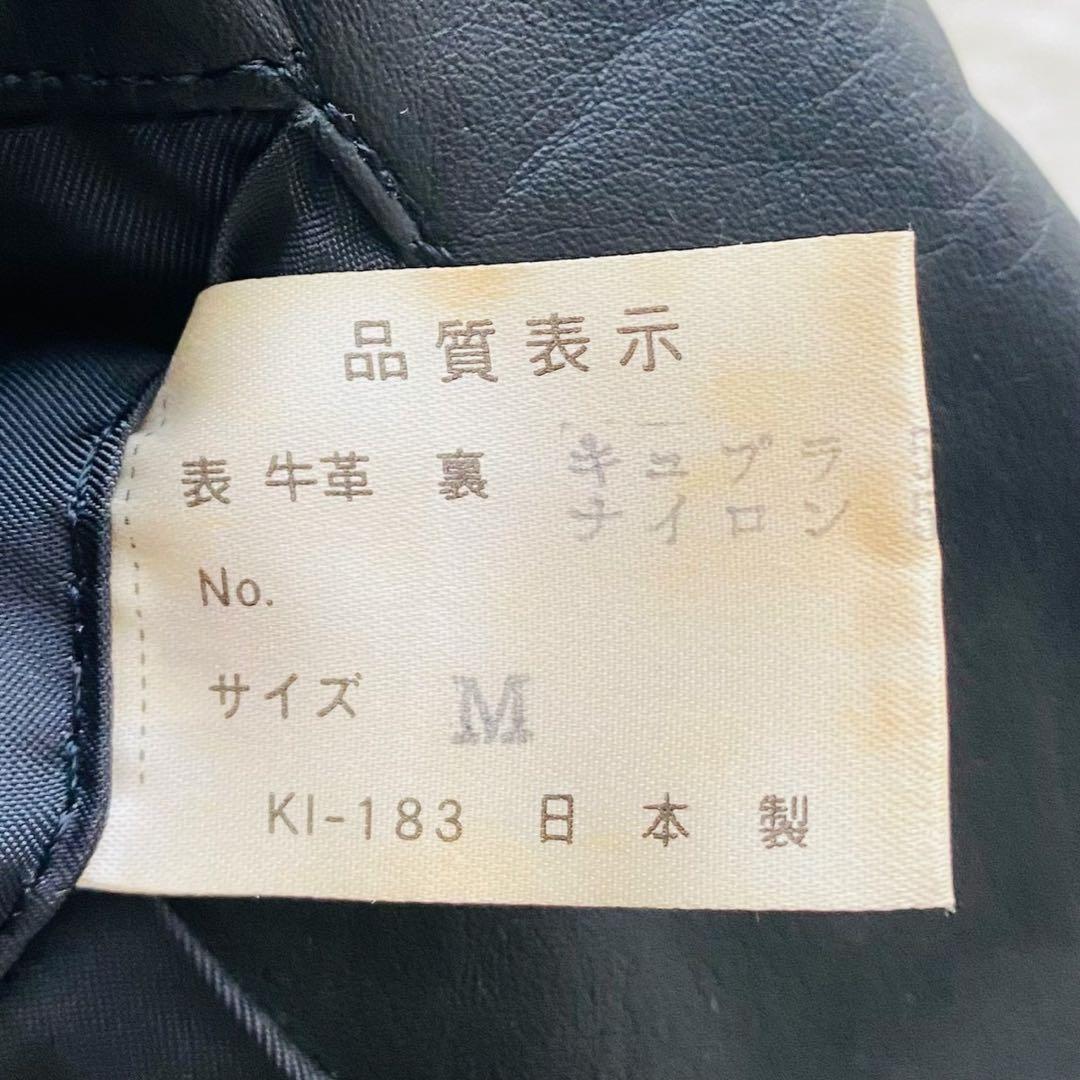 品質表示
表 牛革 裏 キュプラ
ナイロン
No.
サイズ M
KI-183 日本製